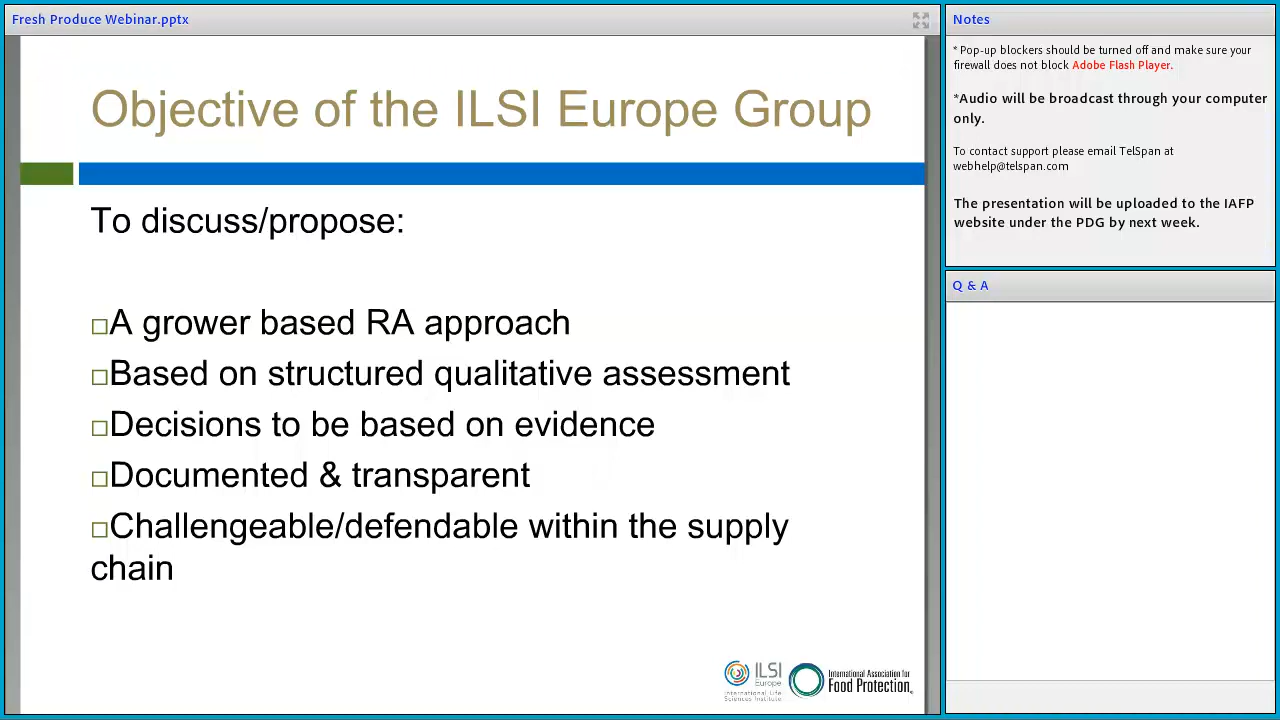 Fresh Produce Webinar.pptx
Objective of the ILSI Europe Group
To discuss/propose:
□A grower based RA approach
□Based on structured qualitative assessment
□Decisions to be based on evidence
□Documented & transparent
□Challengeable/defendable within the supply
chain
ILSI
Europe
International Life
Sciences Institute
International Association for
Food Protection
Notes
* Pop-up blockers should be turned off and make sure your
firewall does not block Adobe Flash Player.
*Audio will be broadcast through your computer
only.
To contact support please email TelSpan at
webhelp@telspan.com
The presentation will be uploaded to the IAFP
website under the PDG by next week.
Q & A